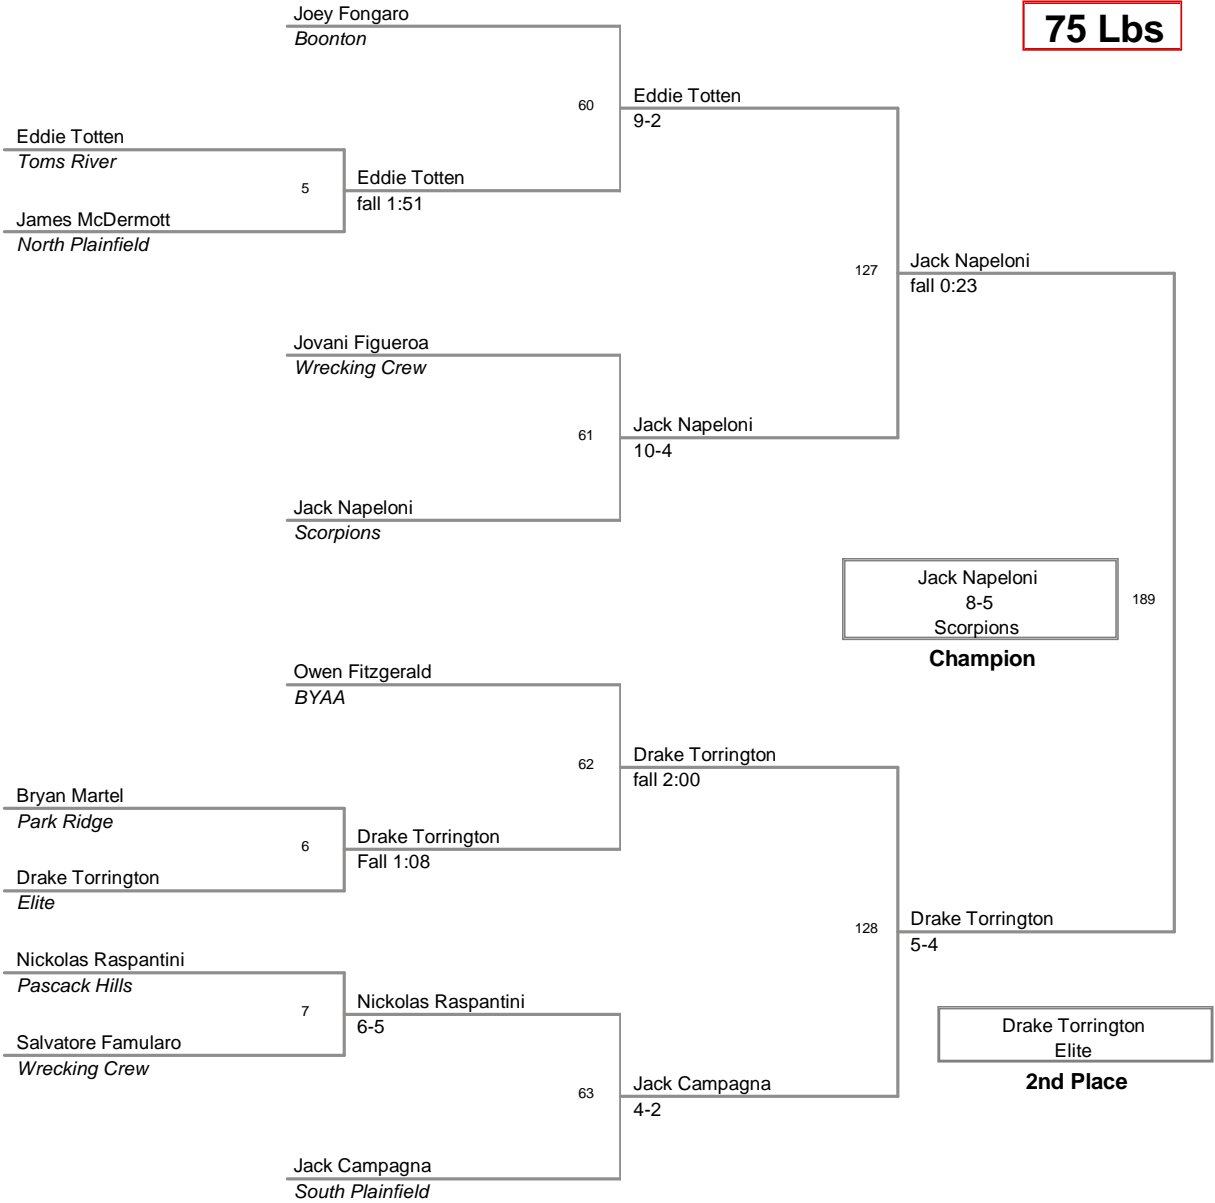 Joey Fongaro
Boonton
75 Lbs
60
Eddie Totten
9-2
Eddie Totten
Toms River
5
Eddie Totten
fall 1:51
James McDermott
North Plainfield
127
Jack Napeloni
fall 0:23
Jovani Figueroa
Wrecking Crew
61
Jack Napeloni
10-4
Jack Napeloni
Scorpions
Jack Napeloni
8-5
Scorpions
189
Champion
Owen Fitzgerald
BYAA
62
Drake Torrington
fall 2:00
Bryan Martel
Park Ridge
6
Drake Torrington
Fall 1:08
Drake Torrington
Elite
128
Drake Torrington
5-4
Nickolas Raspantini
Pascack Hills
7
Nickolas Raspantini
6-5
Salvatore Famularo
Wrecking Crew
Drake Torrington
Elite
2nd Place
63
Jack Campagna
4-2
Jack Campagna
South Plainfield